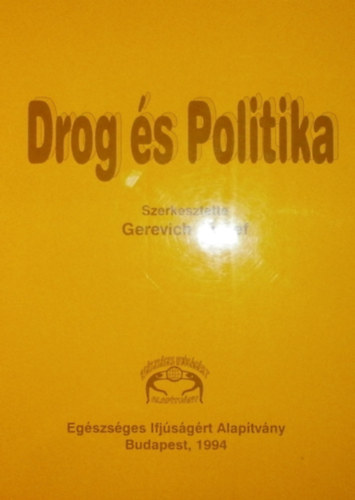 Drog és Politika
Szerkesztette
Gerevich
Egészséges Ifjúságért Alapítvány
Budapest, 1994